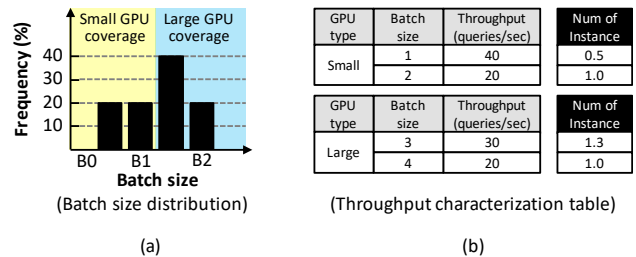 Small GPU coverage
Large GPU coverage
Frequency (%)
40
30
20
10
B0 B1 B2
Batch size
(Batch size distribution)
(a)
GPU type Batch size Throughput (queries/sec) Num of Instance
Small 1 40 0.5
2 20 1.0
GPU type Batch size Throughput (queries/sec) Num of Instance
Large 3 30 1.3
4 20 1.0
(Throughput characterization table)
(b)